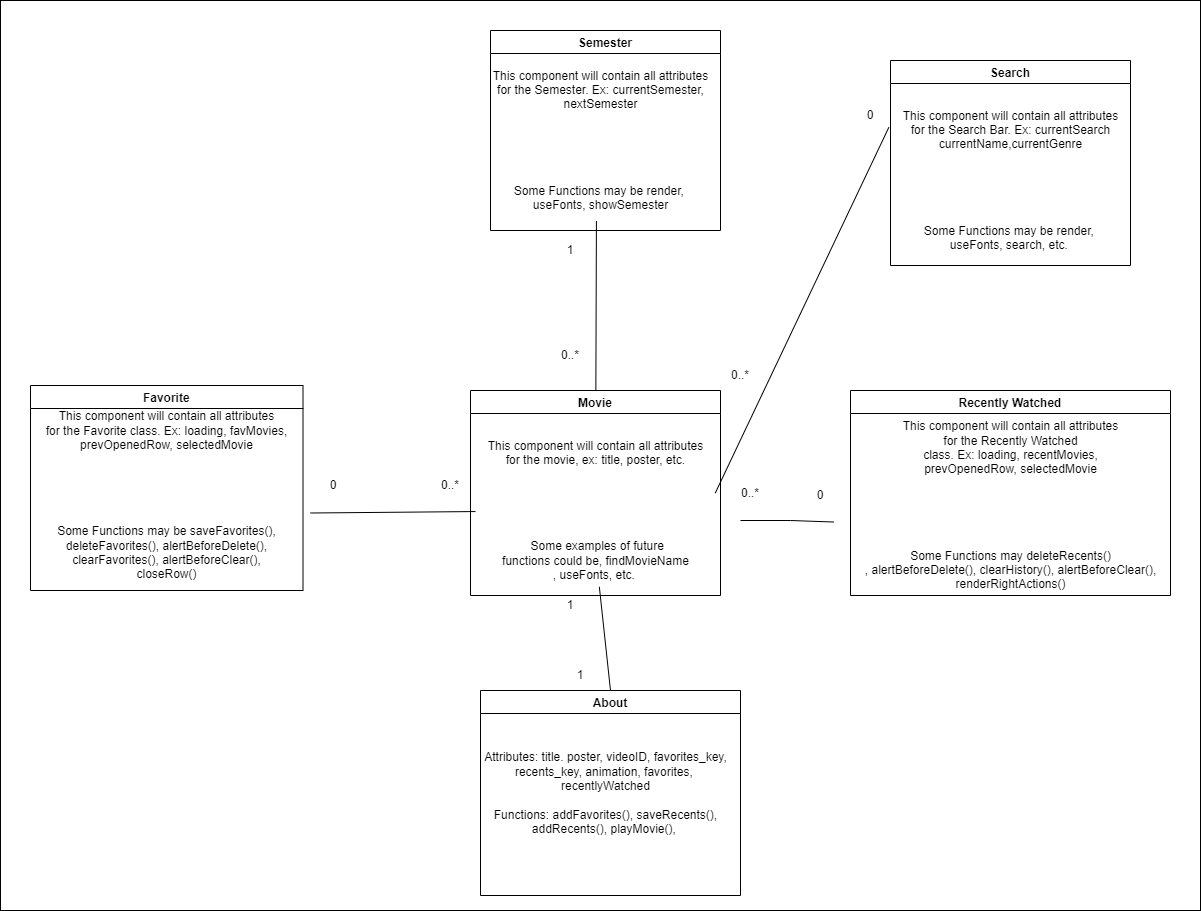 Semester
This component will contain all attributes
for the Semester. Ex: currentSemester,
nextSemester
Some Functions may be render,
useFonts, showSemester
1
0..*
Search
This component will contain all attributes
for the Search Bar. Ex: currentSearch
currentName,currentGenre
Some Functions may be render,
useFonts, search, etc.
0
0..*
Favorite
This component will contain all attributes
for the Favorite class. Ex: loading, favMovies,
prevOpenedRow, selectedMovie
Some Functions may be saveFavorites(),
deleteFavorites(), alertBeforeDelete(),
clearFavorites(), alertBeforeClear(),
closeRow()
0
0..*
Movie
This component will contain all attributes
for the movie, ex: title, poster, etc.
Some examples of future
functions could be, findMovieName
, useFonts, etc.
0..*
0
Recently Watched
This component will contain all attributes
for the Recently Watched
class. Ex: loading, recentMovies,
prevOpenedRow, selectedMovie
Some Functions may deleteRecents()
, alertBeforeDelete(), clearHistory(), alertBeforeClear(),
renderRightActions()
1
1
About
Attributes: title. poster, videoID, favorites_key,
recents_key, animation, favorites,
recentlyWatched
Functions: addFavorites(), saveRecents(),
addRecents(), playMovie(),